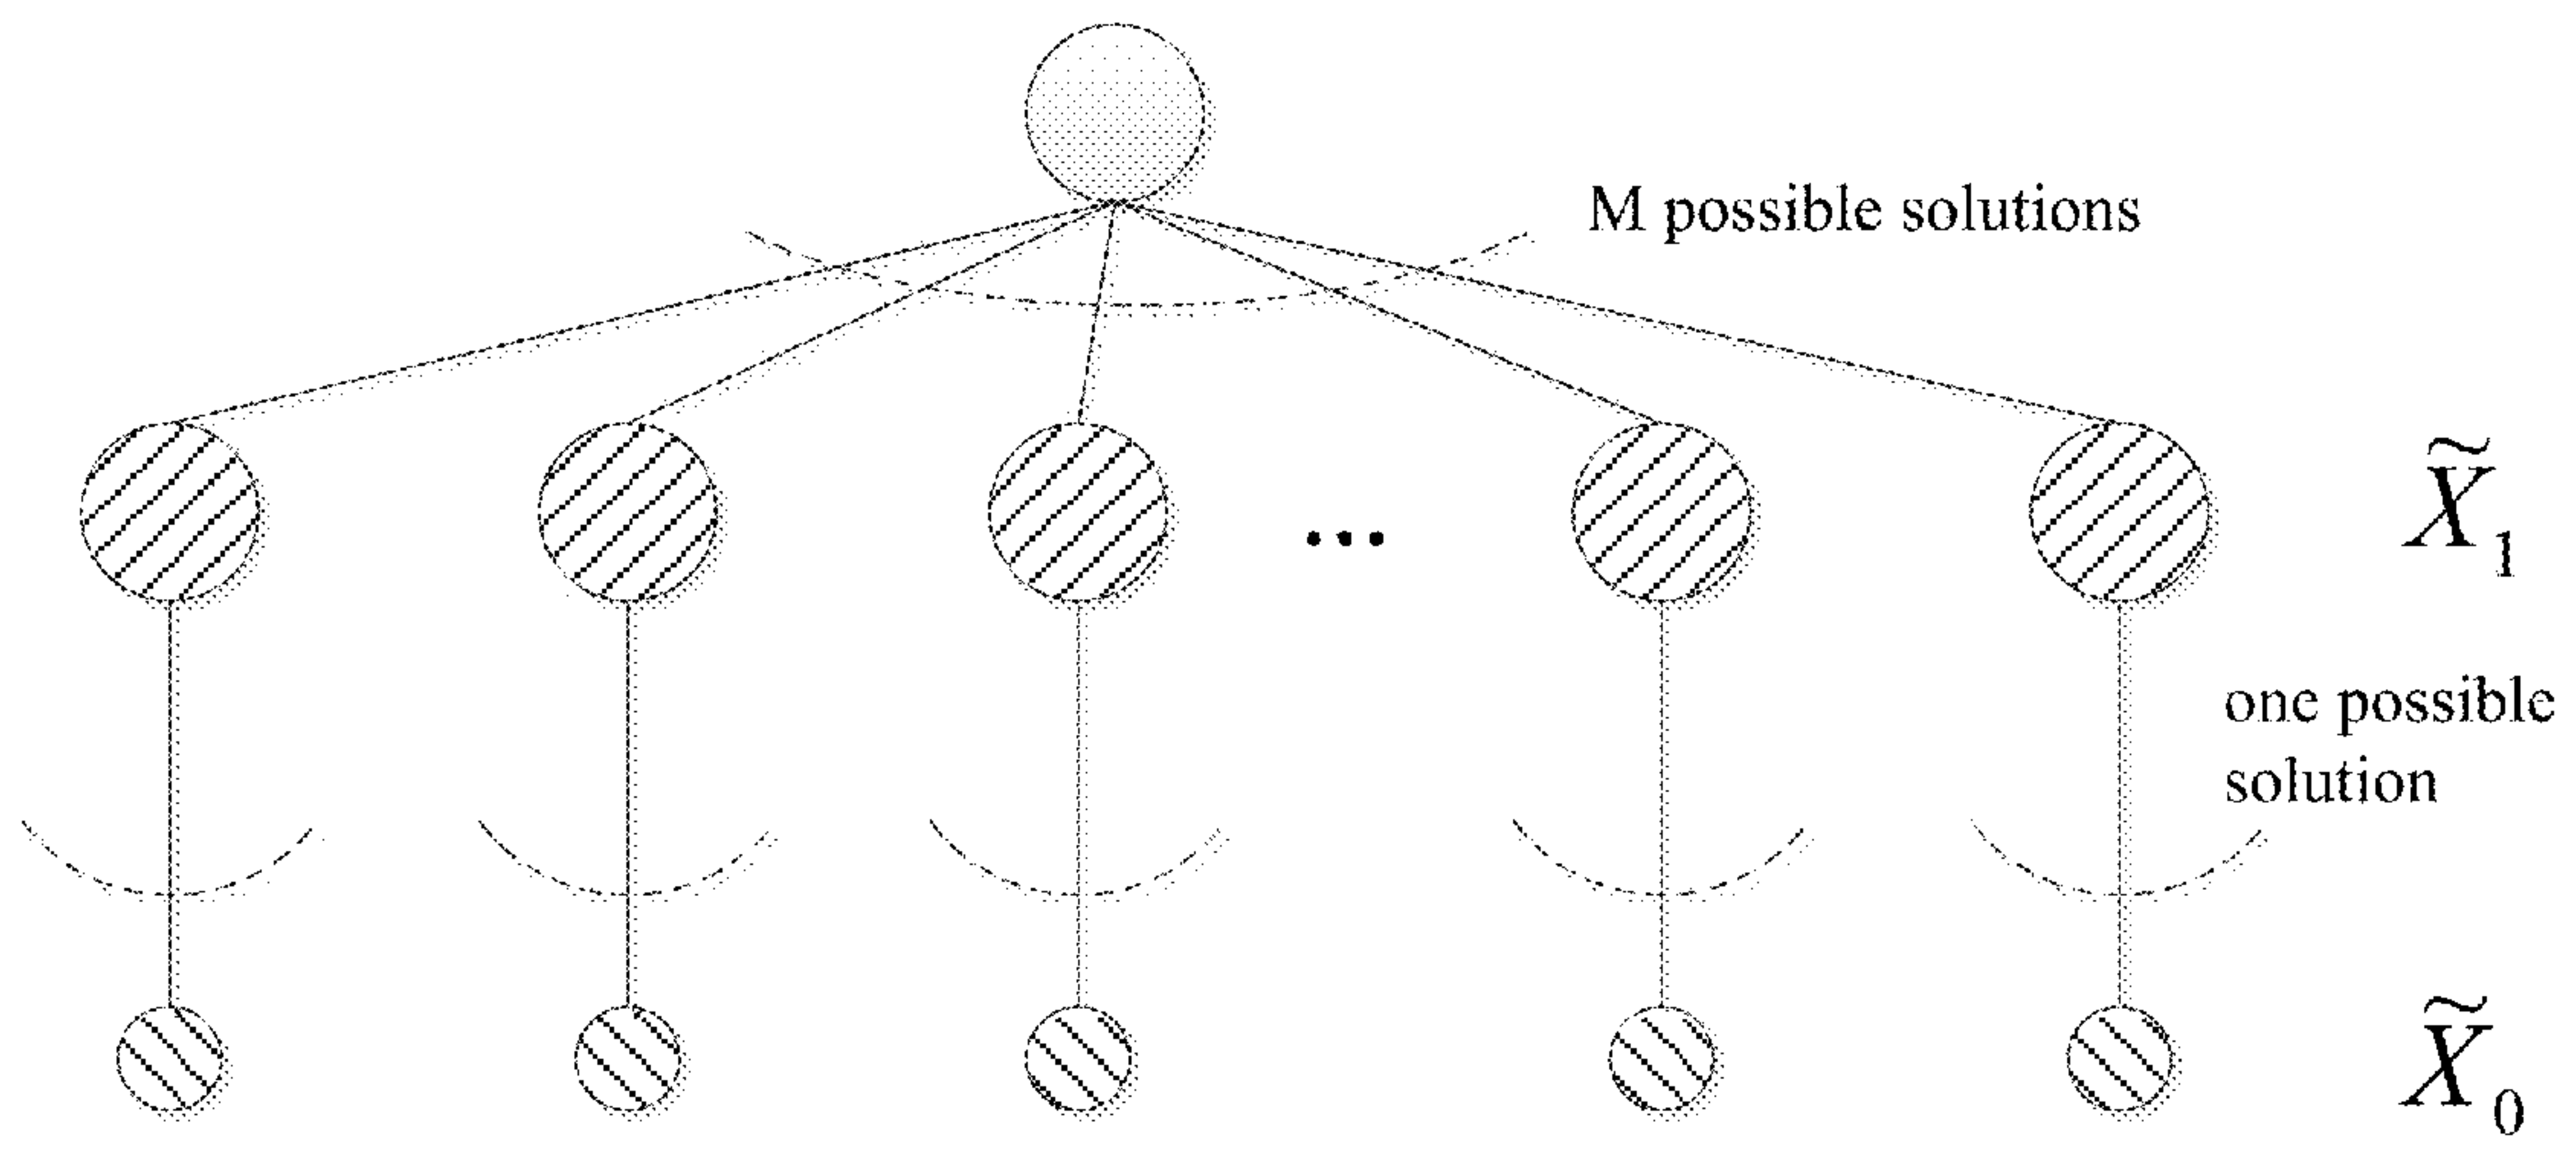 M possible solutions
...
X̃₁
one possible
solution
X̃₀